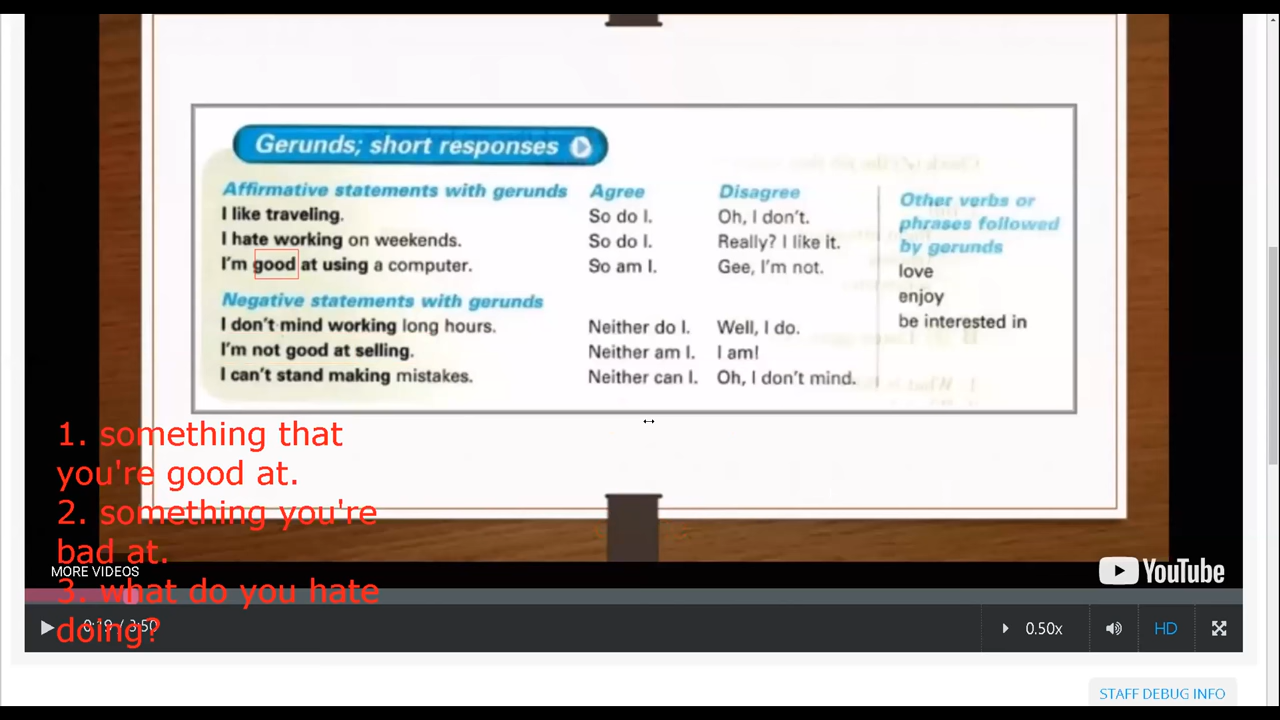 Gerunds; short responses
Affirmative statements with gerunds Agree Disagree
I like traveling. So do I. Oh, I don't.
I hate working on weekends. So do I. Really? I like it.
I'm good at using a computer. So am I. Gee, I'm not.
Negative statements with gerunds
I don't mind working long hours. Neither do I. Well, I do.
I'm not good at selling. Neither am I. I am!
I can't stand making mistakes. Neither can I. Oh, I don't mind.
Other verbs or
phrases followed
by gerunds
love
enjoy
be interested in
1. something that
you're good at.
2. something you're
bad at.
3. what do you hate
doing?
MORE VIDEOS
YouTube
0:19 / 3:50
0.50x
HD
STAFF DEBUG INFO